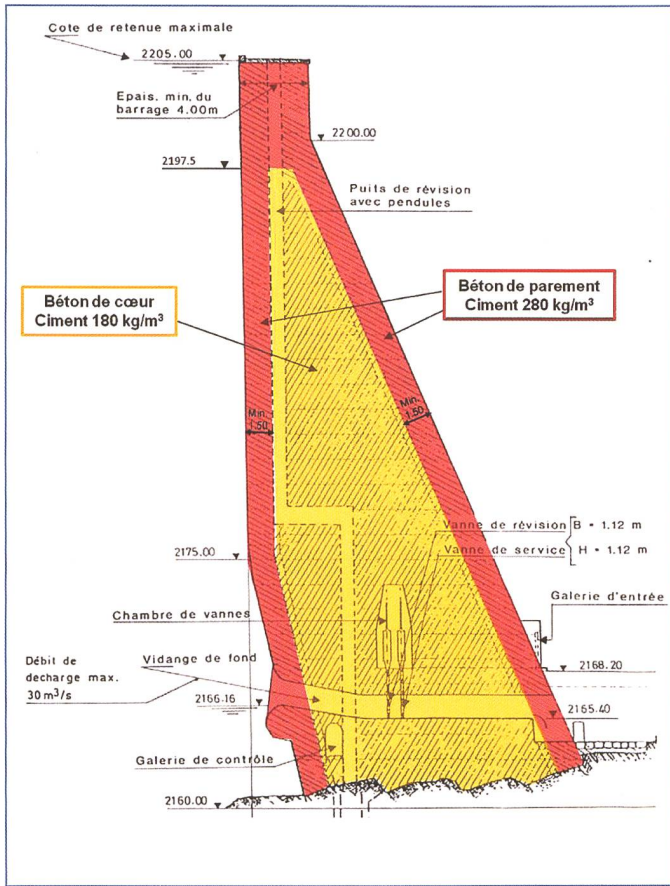 Cote de retenue maximale
2205.00
Epais. min. du
barrage 4.00m
2200.00
2197.5
Puits de révision
avec pendules
Béton de cœur
Ciment 180 kg/m³
Béton de parement
Ciment 280 kg/m³
Min.
1.50
Min.
1.50
Vanne de révision
B = 1.12 m
Vanne de service
H = 1.12 m
2175.00
Galerie d'entrée
Chambre de vannes
Débit de
decharge max.
30 m³/s
Vidange de fond
2168.20
2166.16
2165.40
Galerie de contrôle
2160.00